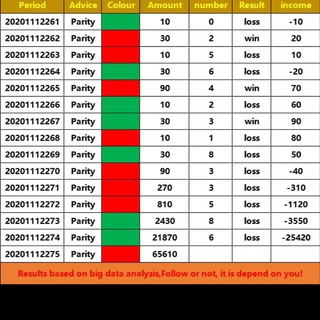 Period Advice Colour Amount number Result income
20201112261 Parity 10 0 loss -10
20201112262 Parity 30 2 win 20
20201112263 Parity 10 5 loss 10
20201112264 Parity 30 6 loss -20
20201112265 Parity 90 4 win 70
20201112266 Parity 10 2 loss 60
20201112267 Parity 30 3 win 90
20201112268 Parity 10 1 loss 80
20201112269 Parity 30 8 loss 50
20201112270 Parity 90 3 loss -40
20201112271 Parity 270 3 loss -310
20201112272 Parity 810 5 loss -1120
20201112273 Parity 2430 8 loss -3550
20201112274 Parity 21870 6 loss -25420
20201112275 Parity 65610
Results based on big data analysis,Follow or not, it is depend on you!